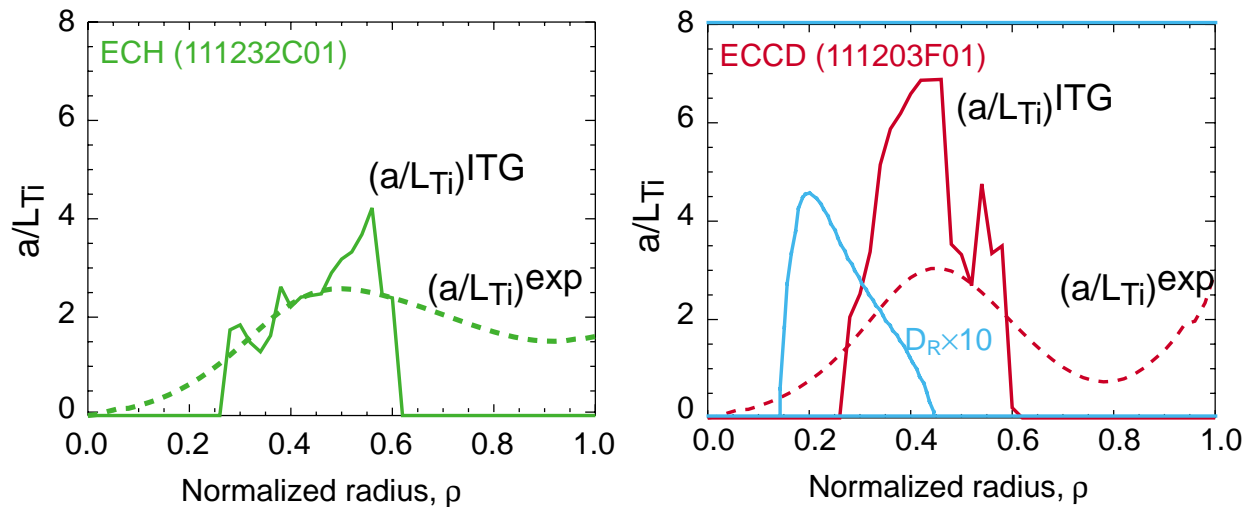 8
6
4
2
0
a/LTi
ECH (111232C01)
(a/LTi)ITG
(a/LTi)exp
0.0 0.2 0.4 0.6 0.8 1.0
Normalized radius, ρ
8
6
4
2
0
a/LTi
ECCD (111203F01)
(a/LTi)ITG
(a/LTi)exp
DR×10
0.0 0.2 0.4 0.6 0.8 1.0
Normalized radius, ρ